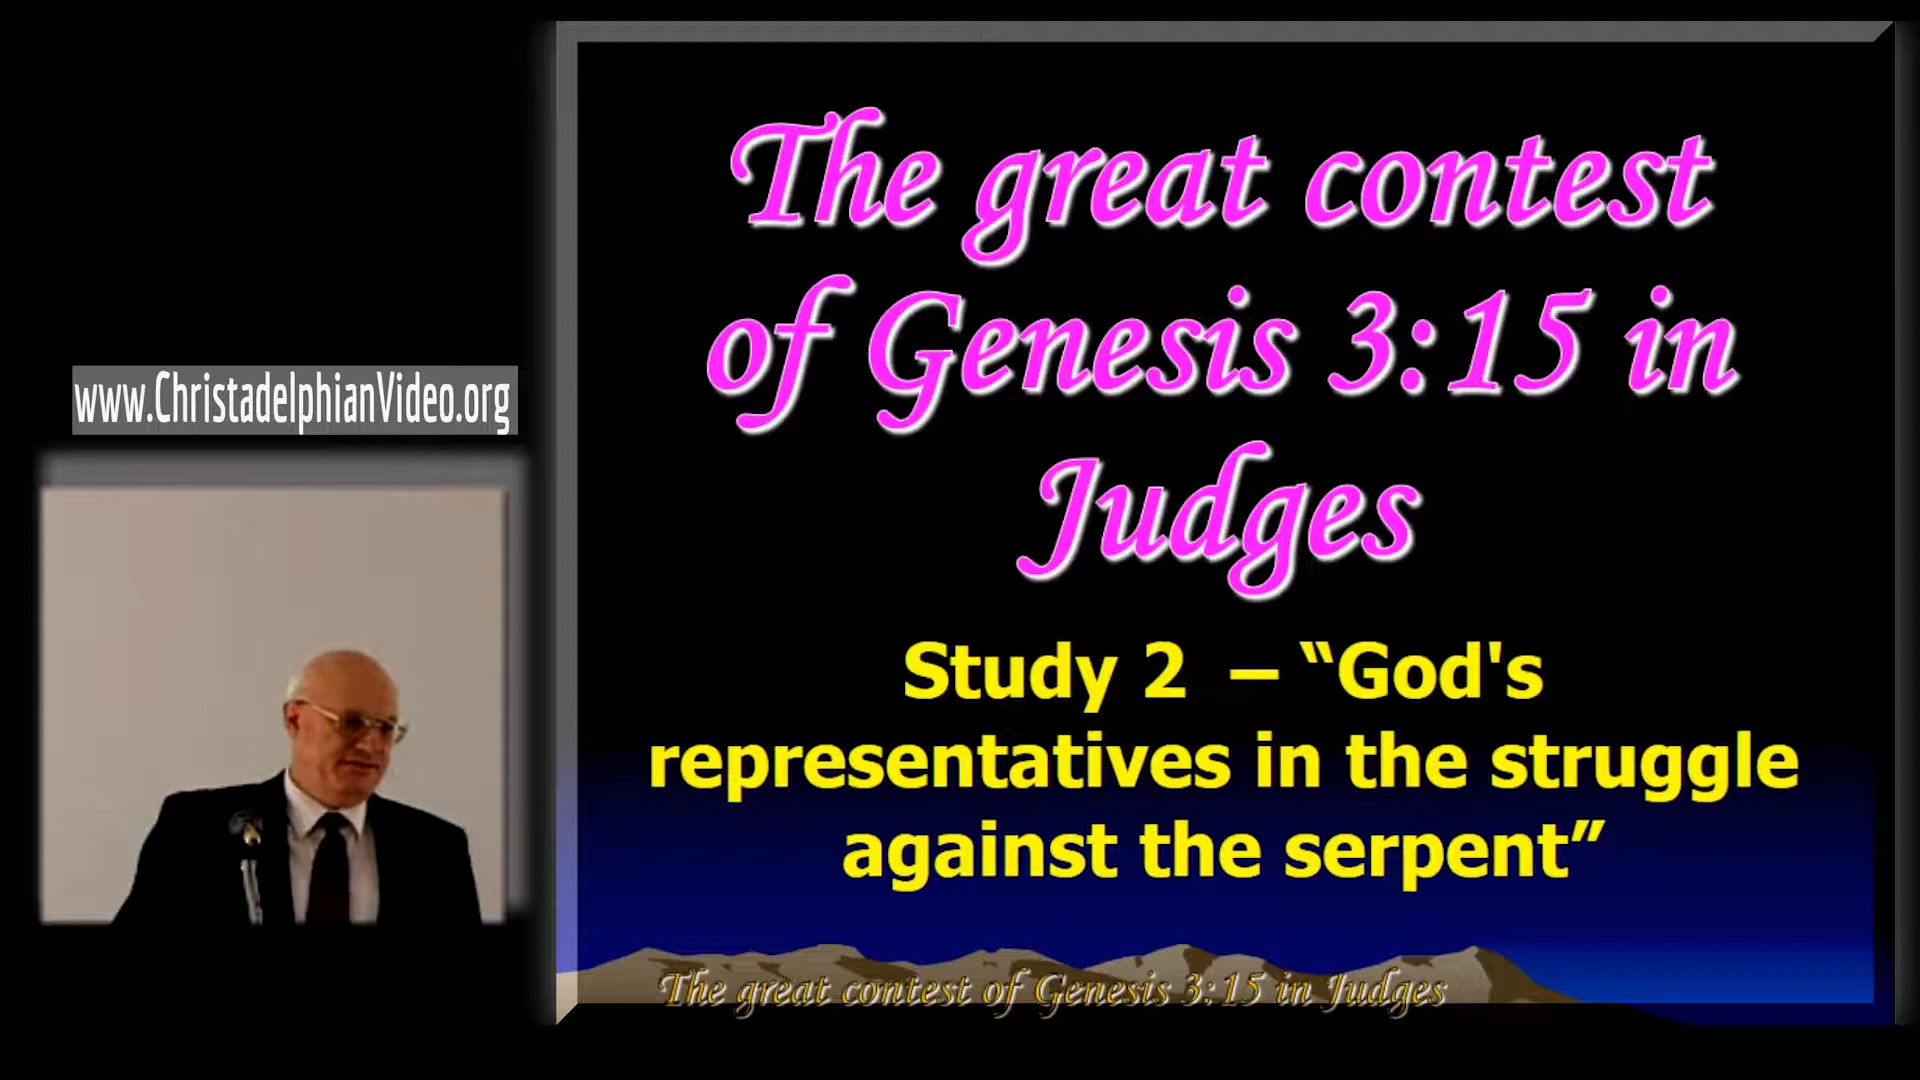 The great contest
of Genesis 3:15 in
Judges
www.ChristadelphianVideo.org
Study 2 – “God's
representatives in the struggle
against the serpent”
The great contest of Genesis 3:15 in Judges